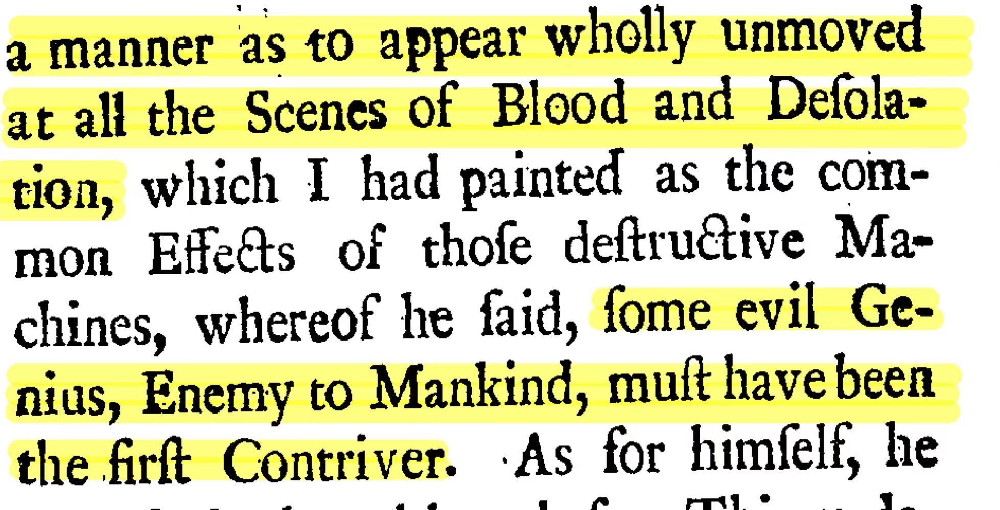 a manner as to appear wholly unmoved
at all the Scenes of Blood and Deſola-
tion, which I had painted as the com-
mon Effects of thoſe deſtructive Ma-
chines, whereof he ſaid, ſome evil Ge-
nius, Enemy to Mankind, muſt have been
the firſt Contriver. As for himſelf, he